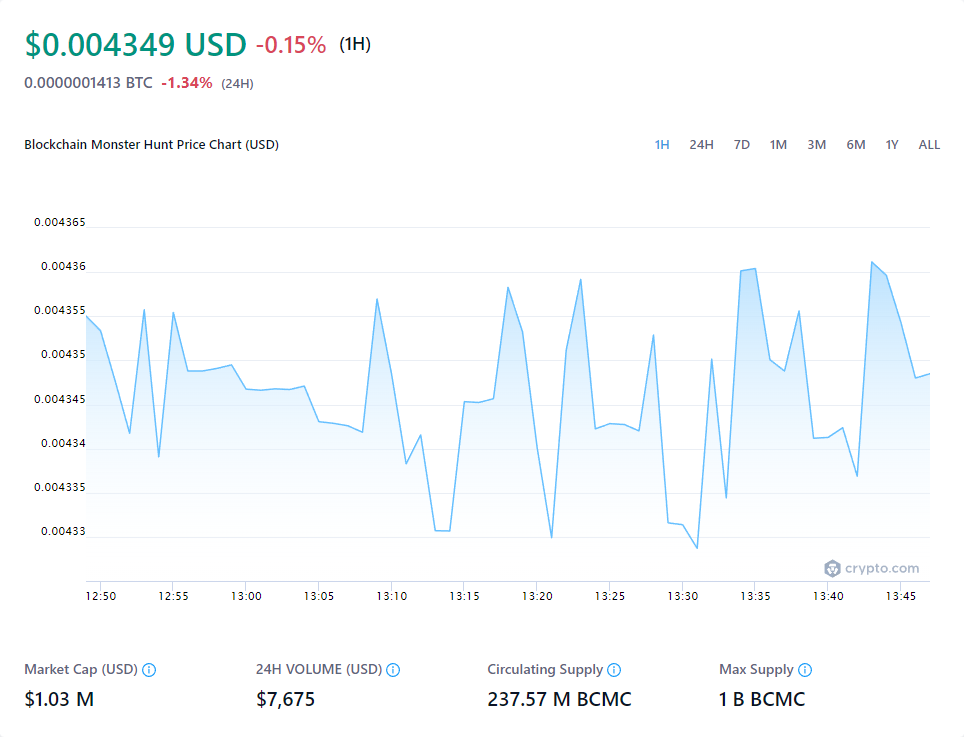 $0.004349 USD -0.15% (1H)
0.0000001413 BTC -1.34% (24H)
Blockchain Monster Hunt Price Chart (USD)
1H 24H 7D 1M 3M 6M 1Y ALL
0.004365
0.00436
0.004355
0.00435
0.004345
0.00434
0.004335
0.00433
crypto.com
12:50 12:55 13:00 13:05 13:10 13:15 13:20 13:25 13:30 13:35 13:40 13:45
Market Cap (USD) 24H VOLUME (USD) Circulating Supply Max Supply
$1.03 M $7,675 237.57 M BCMC 1 B BCMC